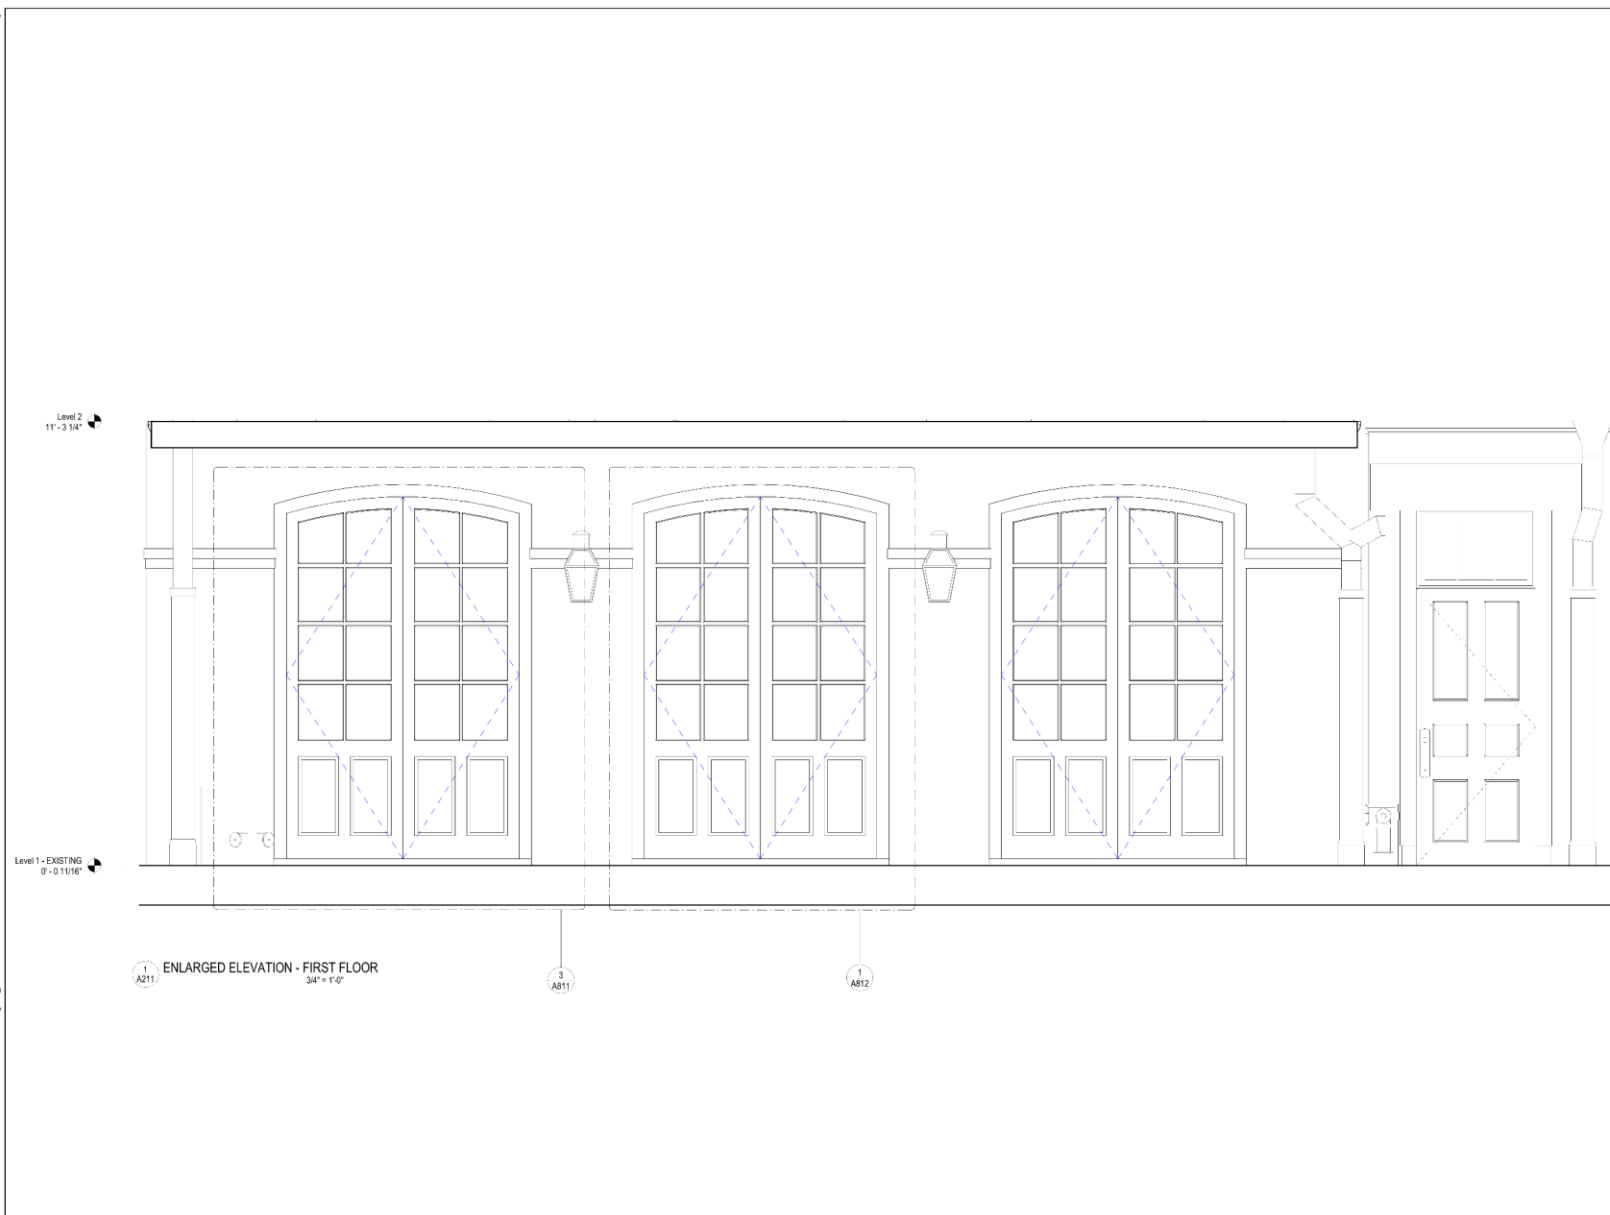 Level 2
11' - 3 1/4"
Level 1 - EXISTING
0' - 0 11/16"
1
A211
ENLARGED ELEVATION - FIRST FLOOR
3/4" = 1'-0"
3
A811
1
A812